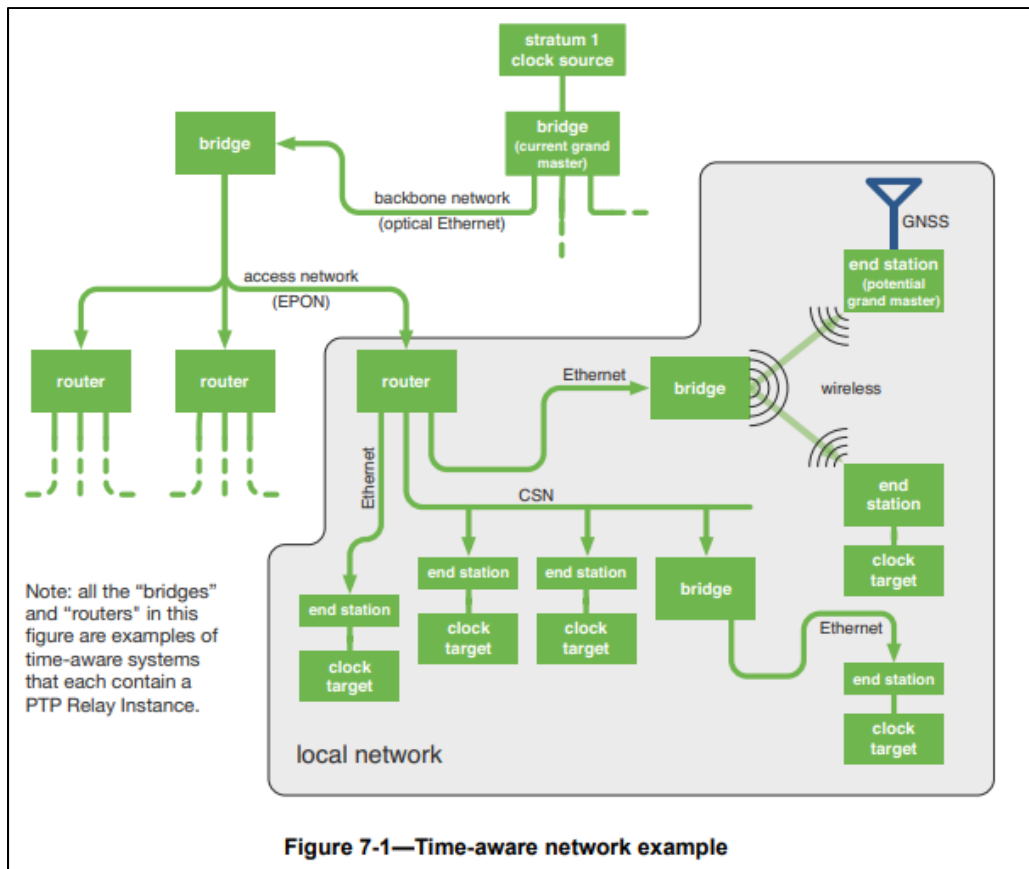 stratum 1
clock source
bridge
(current grand
master)
bridge
backbone network
(optical Ethernet)
GNSS
end station
(potential
grand master)
access network
(EPON)
router
router
router
Ethernet
bridge
wireless
Ethernet
CSN
end
station
clock
target
end station
clock
target
end station
clock
target
bridge
end station
clock
target
Ethernet
end station
clock
target
Note: all the “bridges”
and “routers" in this
figure are examples of
time-aware systems
that each contain a
PTP Relay Instance.
local network
Figure 7-1—Time-aware network example